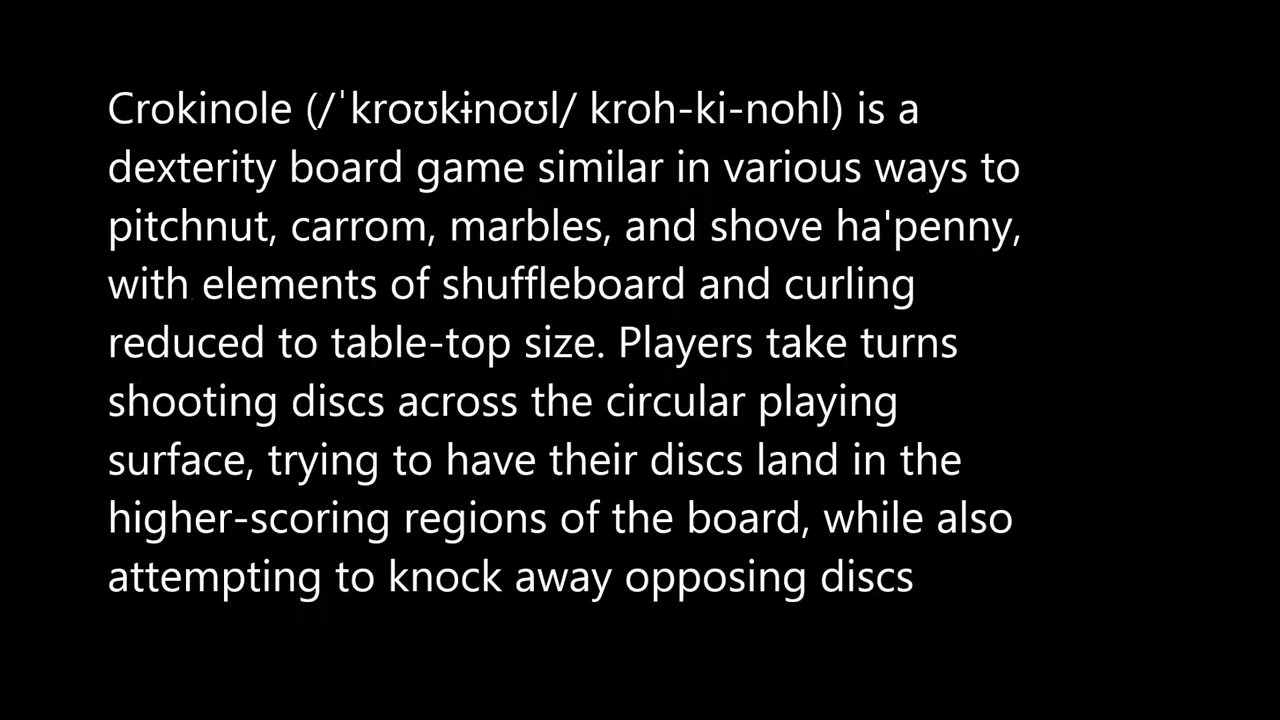 Crokinole (/ˈkroʊkɨnoʊl/ kroh-ki-nohl) is a
dexterity board game similar in various ways to
pitchnut, carrom, marbles, and shove ha'penny,
with elements of shuffleboard and curling
reduced to table-top size. Players take turns
shooting discs across the circular playing
surface, trying to have their discs land in the
higher-scoring regions of the board, while also
attempting to knock away opposing discs